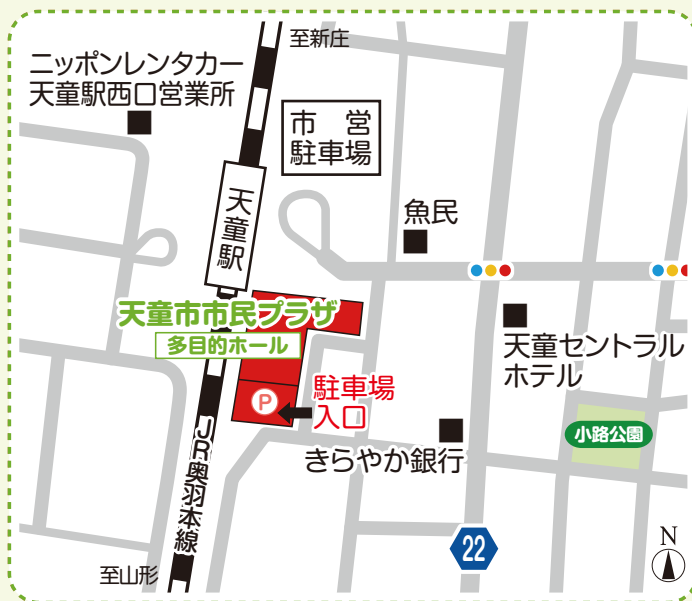 至新庄
ニッポンレンタカー
天童駅西口営業所
市 営
駐車場
天童駅
魚民
天童市市民プラザ
多目的ホール
天童セントラル
ホテル
駐車場
入口
P
小路公園
きらやか銀行
JR奥羽本線
22
N
至山形